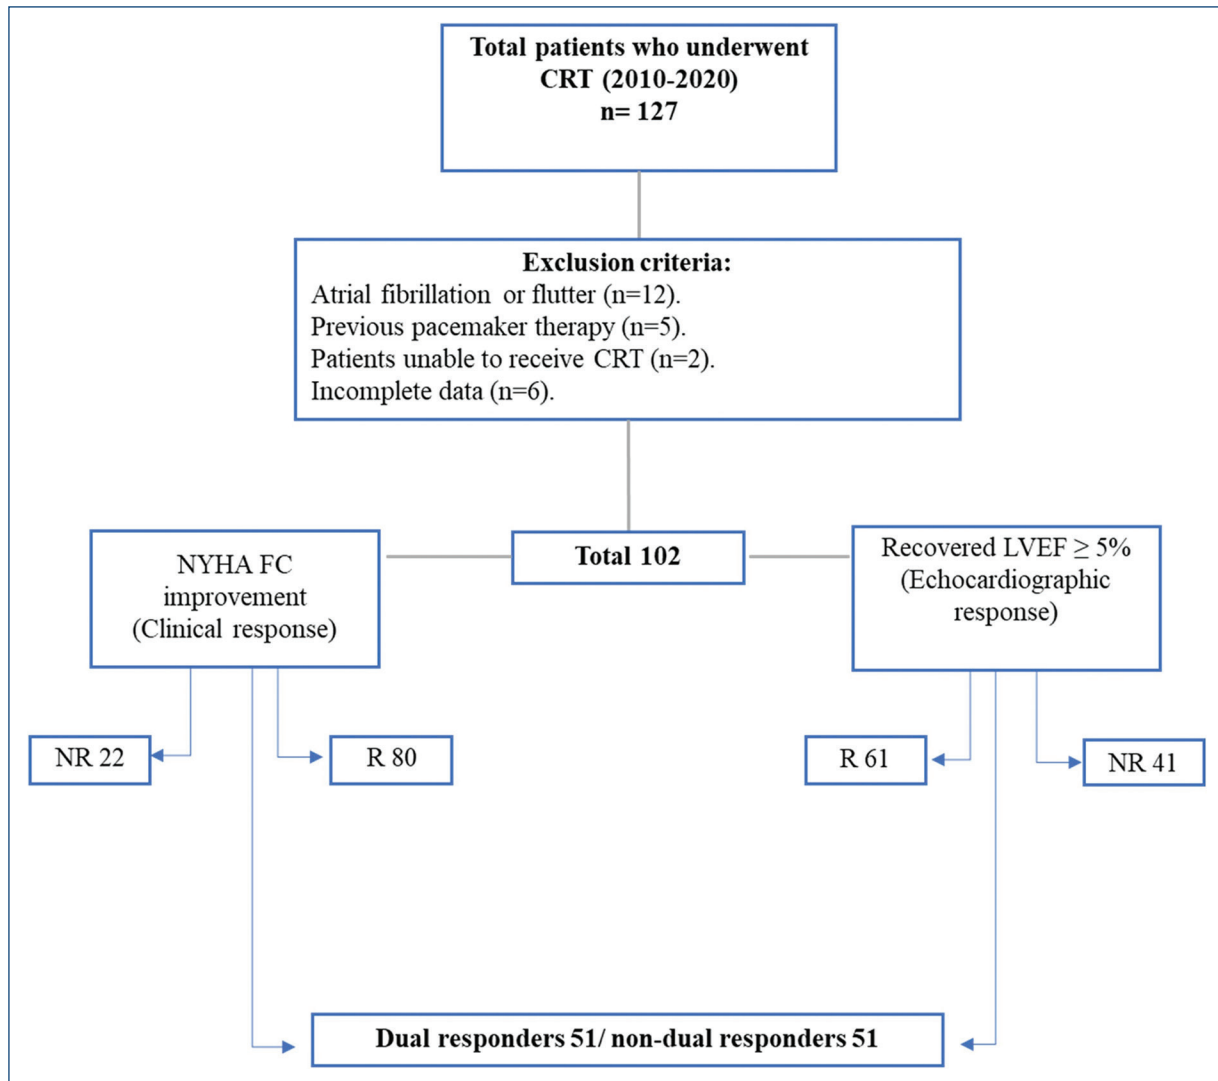 Total patients who underwent
CRT (2010-2020)
n= 127
Exclusion criteria:
Atrial fibrillation or flutter (n=12).
Previous pacemaker therapy (n=5).
Patients unable to receive CRT (n=2).
Incomplete data (n=6).
Total 102
NYHA FC
improvement
(Clinical response)
Recovered LVEF ≥ 5%
(Echocardiographic
response)
NR 22
R 80
R 61
NR 41
Dual responders 51/ non-dual responders 51